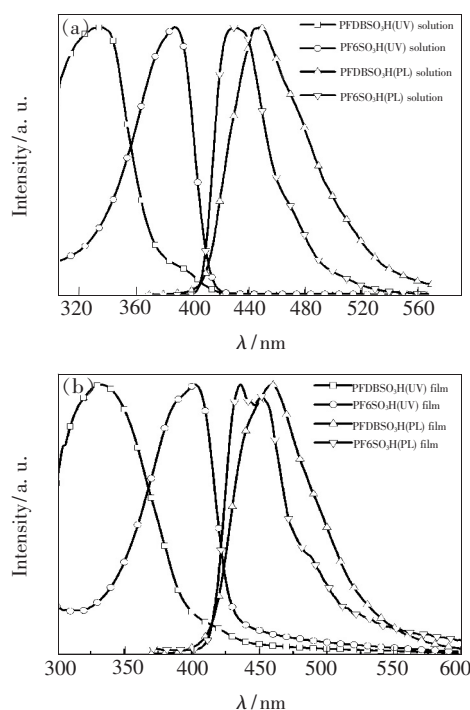 (a)
PFDBSO₃H(UV) solution
PF6SO₃H(UV) solution
PFDBSO₃H(PL) solution
PF6SO₃H(PL) solution
Intensity/a. u.
320 360 400 440 480 520 560
λ/nm
(b)
PFDBSO₃H(UV) film
PF6SO₃H(UV) film
PFDBSO₃H(PL) film
PF6SO₃H(PL) film
Intensity/a. u.
300 350 400 450 500 550 600
λ/nm